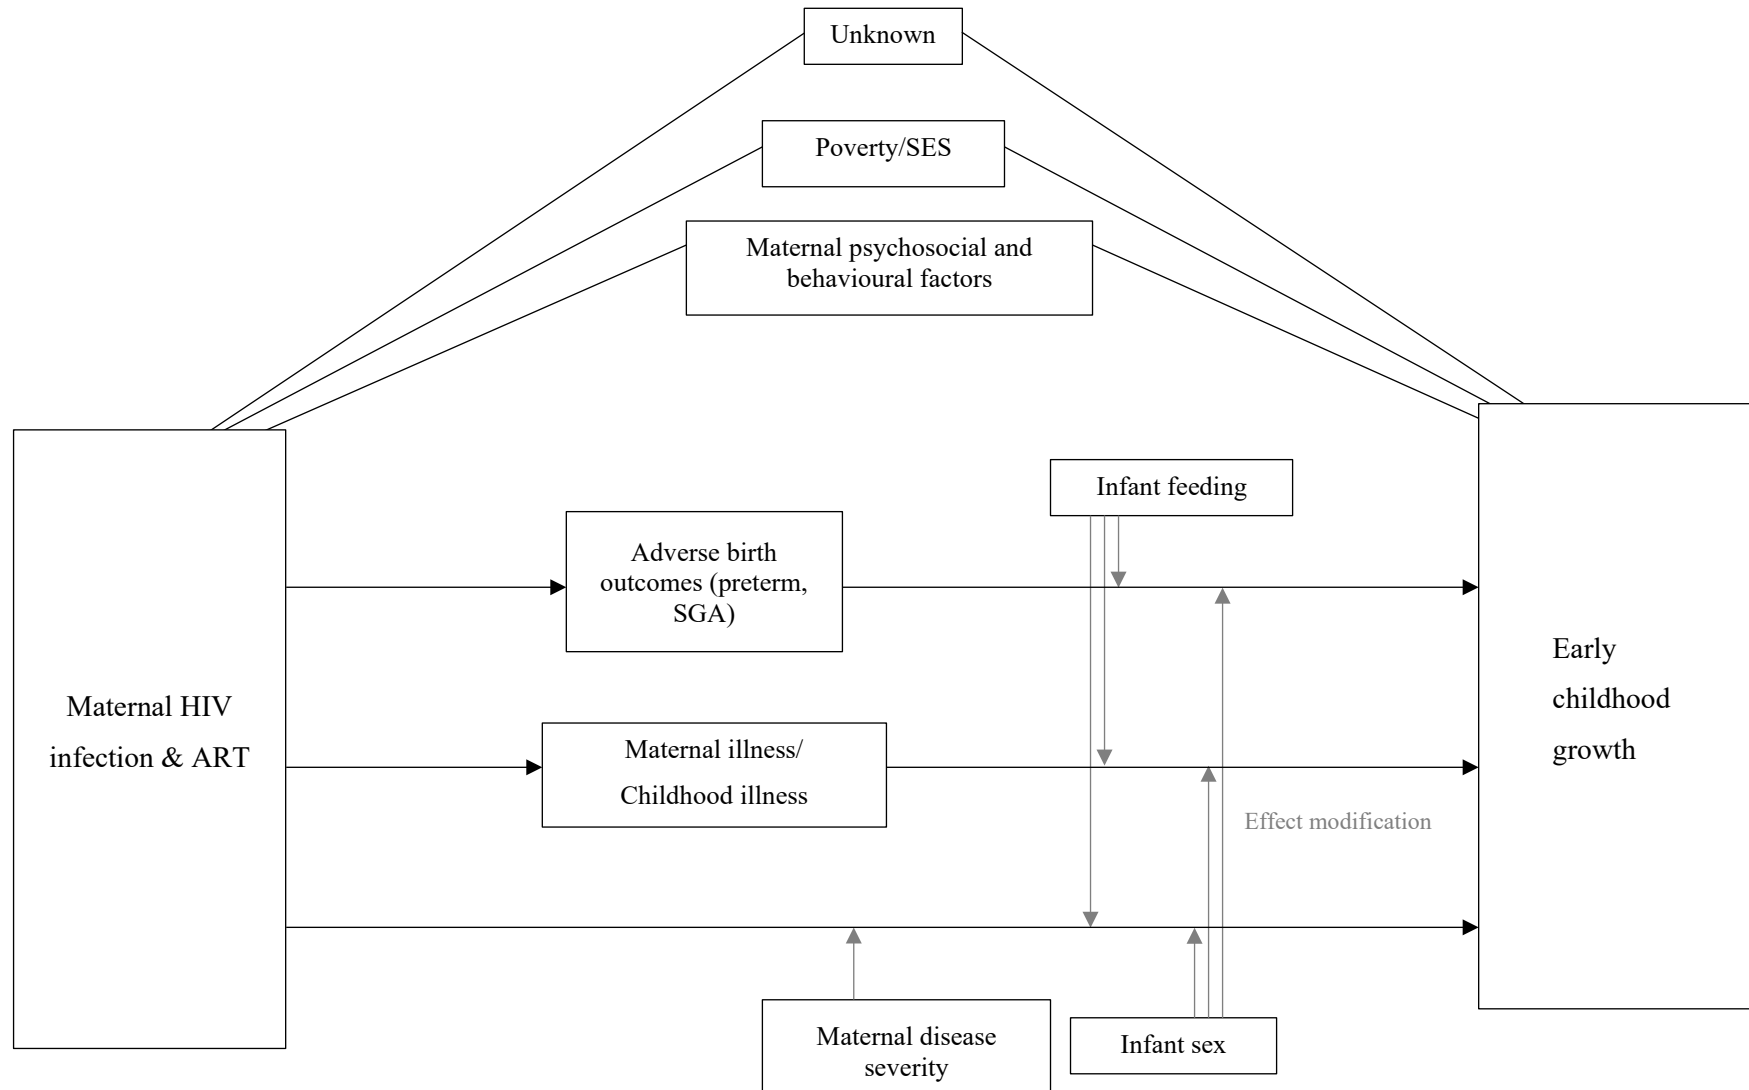 Unknown
Poverty/SES
Maternal psychosocial and
behavioural factors
Infant feeding
Adverse birth
outcomes (preterm,
SGA)
Maternal HIV
infection & ART
Early
childhood
growth
Maternal illness/
Childhood illness
Effect modification
Maternal disease
severity
Infant sex